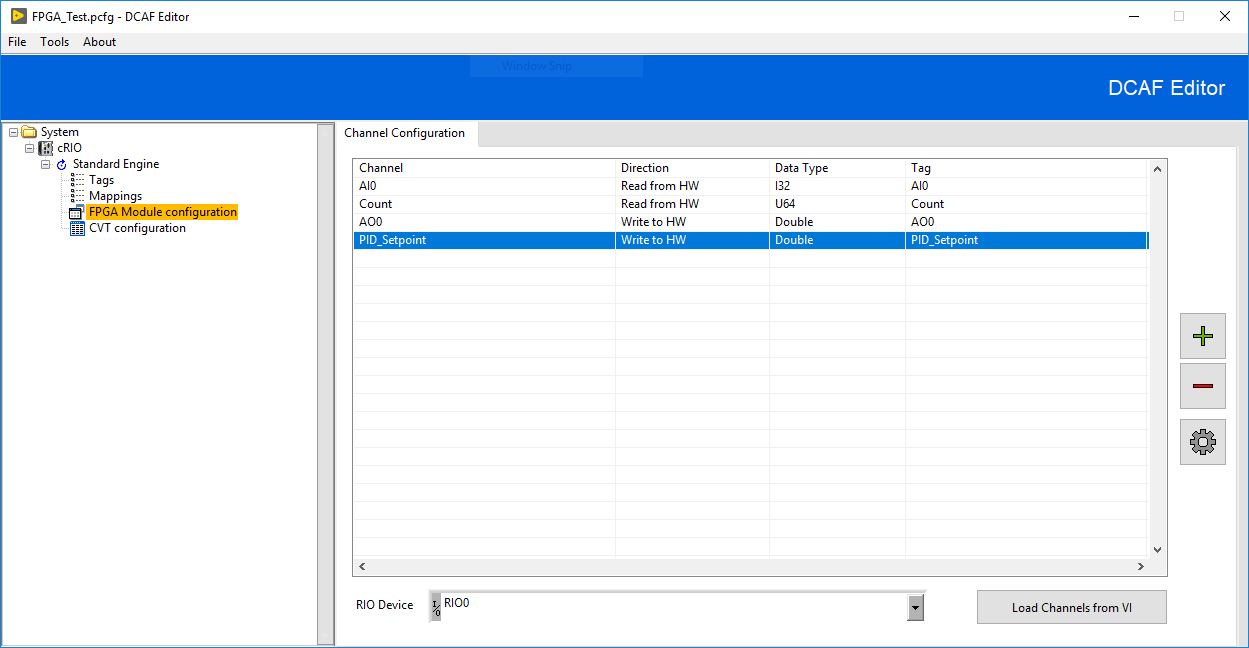 FPGA_Test.pcfg - DCAF Editor
File Tools About
Window Snip
DCAF Editor
System
cRIO
Standard Engine
Tags
Mappings
FPGA Module configuration
CVT configuration
Channel Configuration
Channel Direction Data Type Tag
AI0 Read from HW I32 AI0
Count Read from HW U64 Count
AO0 Write to HW Double AO0
PID_Setpoint Write to HW Double PID_Setpoint
RIO Device I/O RIO0
Load Channels from VI